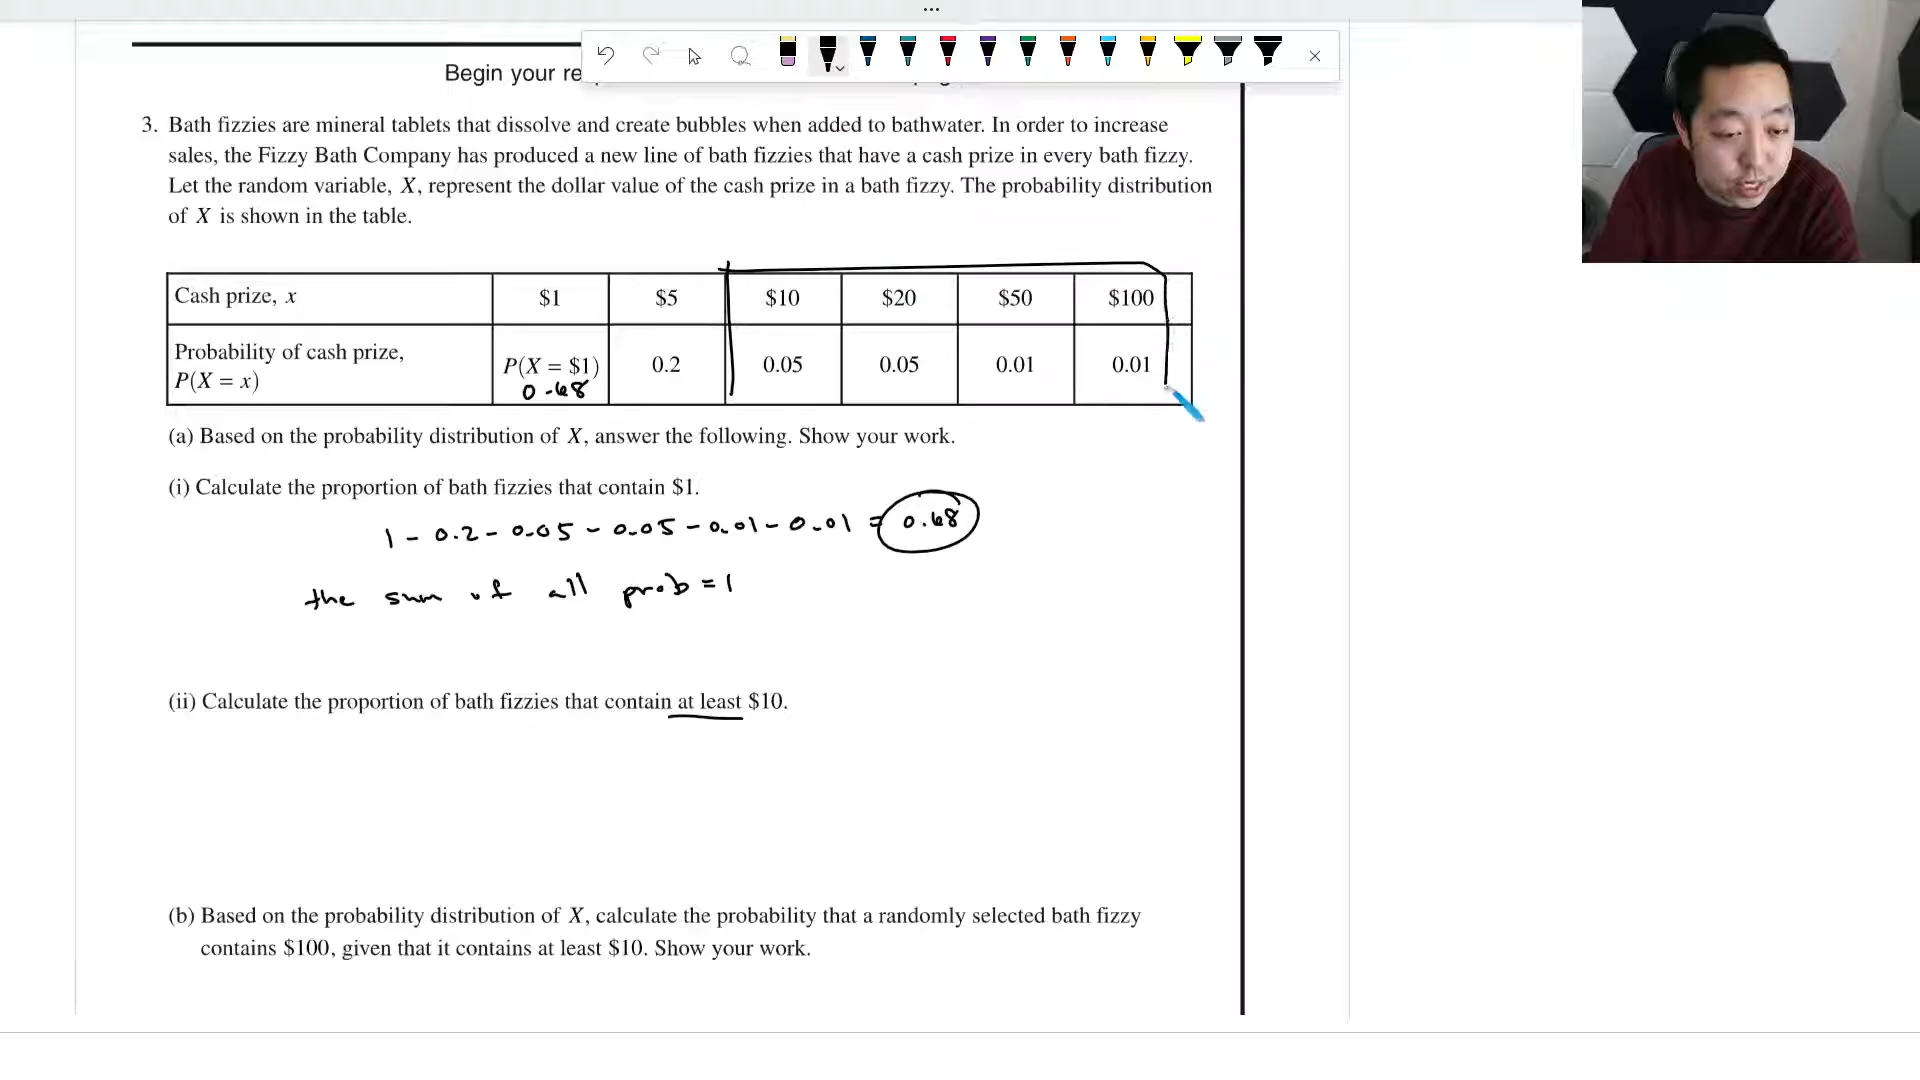 ...
Begin your re
3. Bath fizzies are mineral tablets that dissolve and create bubbles when added to bathwater. In order to increase
sales, the Fizzy Bath Company has produced a new line of bath fizzies that have a cash prize in every bath fizzy.
Let the random variable, X, represent the dollar value of the cash prize in a bath fizzy. The probability distribution
of X is shown in the table.
Cash prize, x $1 $5 $10 $20 $50 $100
Probability of cash prize,
P(X = x) P(X = $1) 0.2 0.05 0.05 0.01 0.01
0.68
(a) Based on the probability distribution of X, answer the following. Show your work.
(i) Calculate the proportion of bath fizzies that contain $1.
1 - 0.2 - 0.05 - 0.05 - 0.01 - 0.01 = 0.68
the sum of all prob = 1
(ii) Calculate the proportion of bath fizzies that contain at least $10.
(b) Based on the probability distribution of X, calculate the probability that a randomly selected bath fizzy
contains $100, given that it contains at least $10. Show your work.